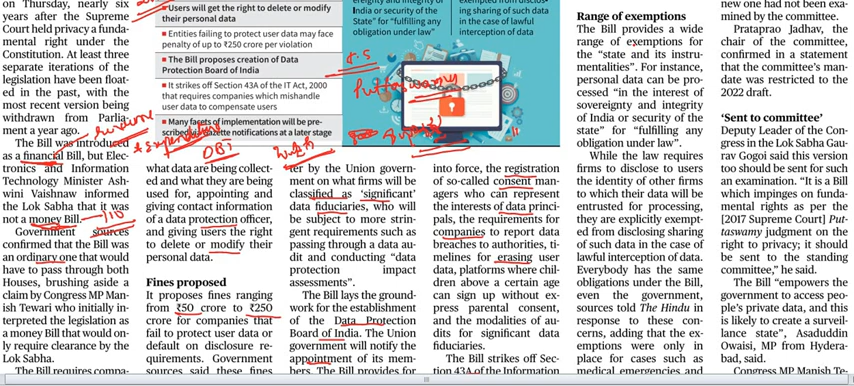 on Thursday, nearly six
years after the Supreme
Court held privacy a funda-
mental right under the
Constitution. At least three
separate iterations of the
legislation have been float-
ed in the past, with the
most recent version being
withdrawn from Parlia-
ment a year ago.
The Bill was introduced
as a financial Bill, but Elec-
tronics and Information
Technology Minister Ash-
wini Vaishnaw informed
the Lok Sabha that it was
not a money Bill.
110
Government sources
confirmed that the Bill was
an ordinary one that would
have to pass through both
Houses, brushing aside a
claim by Congress MP Man-
ish Tewari who initially in-
terpreted the legislation as
a money Bill that would on-
ly require clearance by the
Lok Sabha.
The Bill requires compa-
Users will get the right to delete or modify
their personal data
Entities failing to protect user data may face
penalty of up to ₹250 crore per violation
The Bill proposes creation of Data
Protection Board of India
It strikes off Section 43A of the IT Act, 2000
that requires companies which mishandle
user data to compensate users
Many facets of implementation will be pre-
scribed via gazette notifications at a later stage
ereignty and integrity of
India or security of the
State" for "fulfilling any
obligation under law"
exempted from disclos-
ing sharing of such data
in the case of lawful
interception of data
Puttaswamy
what data are being collect-
ed and what they are being
used for, appointing and
giving contact information
of a data protection officer,
and giving users the right
to delete or modify their
personal data.
Fines proposed
It proposes fines ranging
from ₹50 crore to ₹250
crore for companies that
fail to protect user data or
default on disclosure re-
quirements. Government
sources said these fines
ter by the Union govern-
ment on what firms will be
classified as 'significant'
data fiduciaries, who will
be subject to more strin-
gent requirements such as
passing through a data au-
dit and conducting "data
protection impact
assessments".
The Bill lays the ground-
work for the establishment
of the Data Protection
Board of India. The Union
government will notify the
appointment of its mem-
bers. The Bill provides for
into force, the registration
of so-called consent man-
agers who can represent
the interests of data princi-
pals, the requirements for
companies to report data
breaches to authorities, ti-
melines for erasing user
data, platforms where chil-
dren above a certain age
can sign up without ex-
press parental consent,
and the modalities of au-
dits for significant data
fiduciaries.
The Bill strikes off Sec-
tion 43A of the Information
Range of exemptions
The Bill provides a wide
range of exemptions for
the "state and its instru-
mentalities". For instance,
personal data can be pro-
cessed "in the interest of
sovereignty and integrity
of India or security of the
state" for "fulfilling any
obligation under law".
While the law requires
firms to disclose to users
the identity of other firms
to which their data will be
entrusted for processing,
they are explicitly exempt-
ed from disclosing sharing
of such data in the case of
lawful interception of data.
Everybody has the same
obligations under the Bill,
even the government,
sources told The Hindu in
response to these con-
cerns, adding that the
exemptions were only in
place for cases such as
medical emergencies and
new one had not been exa-
mined by the committee.
Prataprao Jadhav, the
chair of the committee,
confirmed in a statement
that the committee's man-
date was restricted to the
2022 draft.
'Sent to committee'
Deputy Leader of the Con-
gress in the Lok Sabha Gau-
rav Gogoi said this version
too should be sent for such
an examination. "It is a Bill
which impinges on funda-
mental rights as per the
[2017 Supreme Court] Put-
taswamy judgment on the
right to privacy; it should
be sent to the standing
committee," he said.
The Bill "empowers the
government to access peo-
ple's private data, and this
is likely to create a surveil-
lance state", Asaduddin
Owaisi, MP from Hydera-
bad, said.
Congress MP Manish Te-